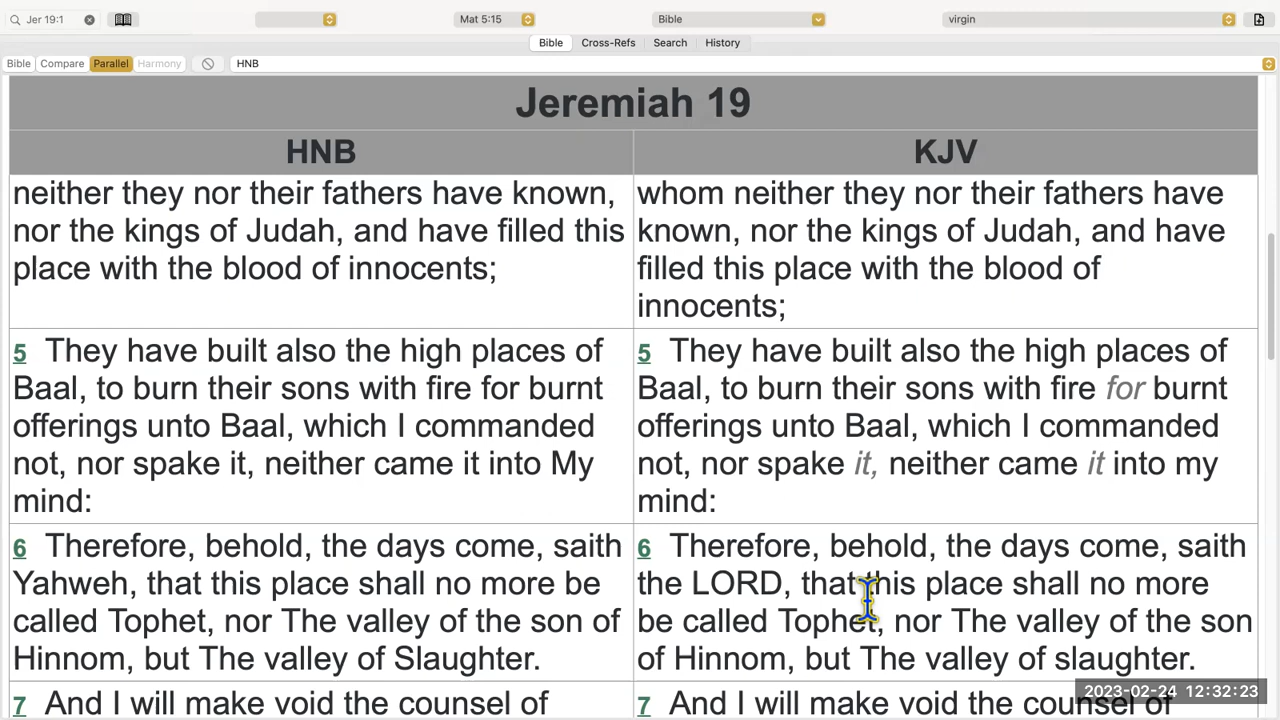 Jer 19:1
Mat 5:15
Bible
virgin
Bible
Cross-Refs
Search
History
Bible
Compare
Parallel
Harmony
HNB
Jeremiah 19
HNB
KJV
neither they nor their fathers have known,
nor the kings of Judah, and have filled this
place with the blood of innocents;
whom neither they nor their fathers have
known, nor the kings of Judah, and have
filled this place with the blood of
innocents;
5 They have built also the high places of
Baal, to burn their sons with fire for burnt
offerings unto Baal, which I commanded
not, nor spake it, neither came it into My
mind:
5 They have built also the high places of
Baal, to burn their sons with fire for burnt
offerings unto Baal, which I commanded
not, nor spake it, neither came it into my
mind:
6 Therefore, behold, the days come, saith
Yahweh, that this place shall no more be
called Tophet, nor The valley of the son of
Hinnom, but The valley of Slaughter.
6 Therefore, behold, the days come, saith
the LORD, that this place shall no more
be called Tophet, nor The valley of the son
of Hinnom, but The valley of slaughter.
7 And I will make void the counsel of
7 And I will make void the counsel of
2023-02-24 12:32:23